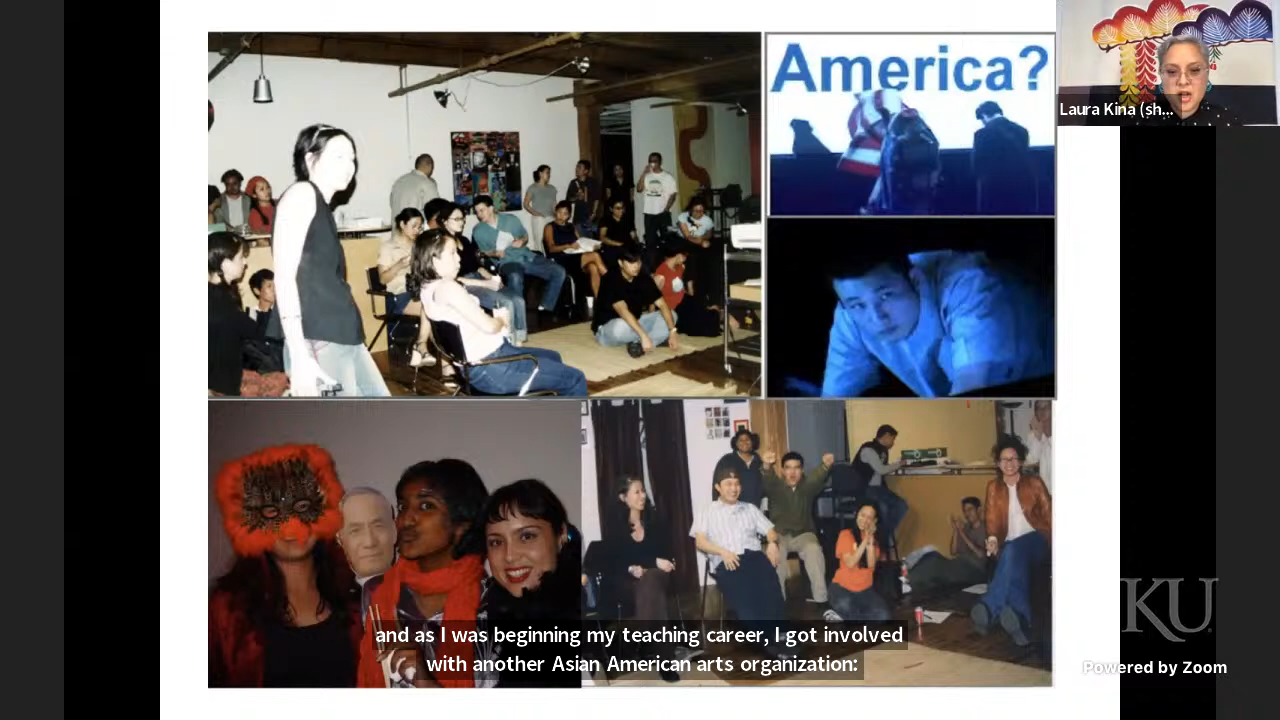 America?
Laura Kina (sh...
and as I was beginning my teaching career, I got involved
with another Asian American arts organization:
KU
Powered by Zoom